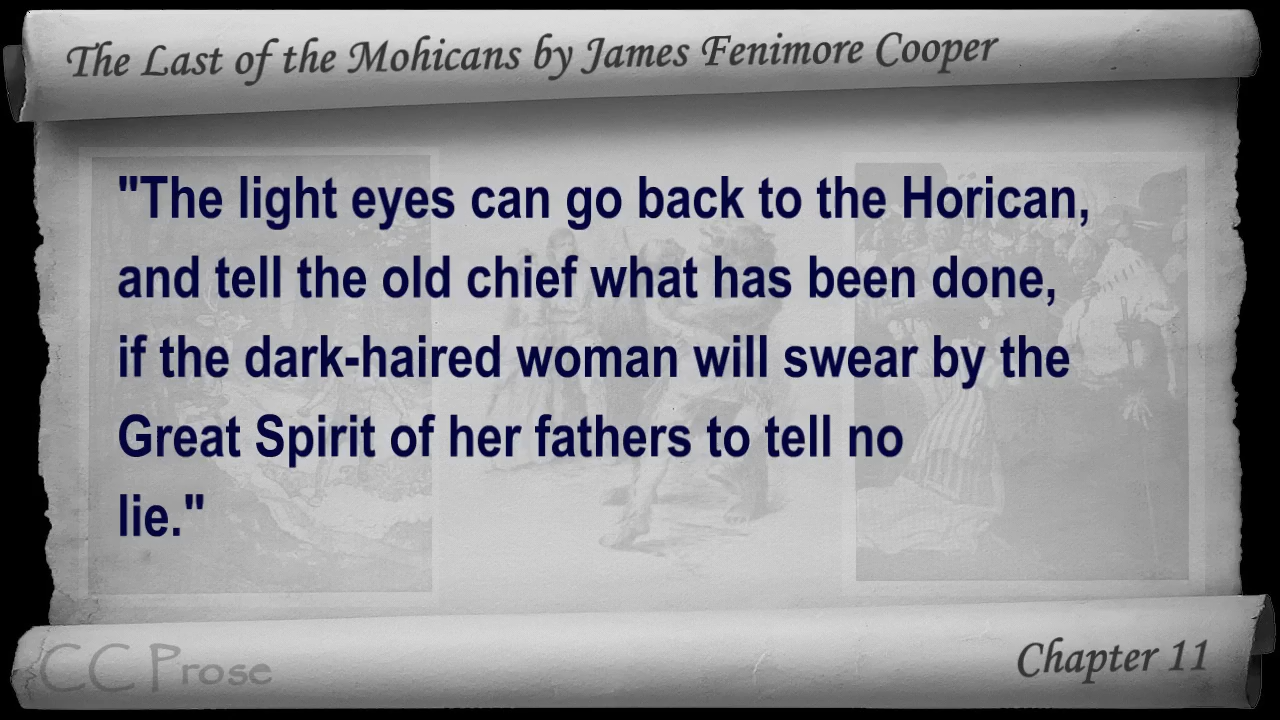 The Last of the Mohicans by James Fenimore Cooper
"The light eyes can go back to the Horican,
and tell the old chief what has been done,
if the dark-haired woman will swear by the
Great Spirit of her fathers to tell no
lie."
CC Prose
Chapter 11